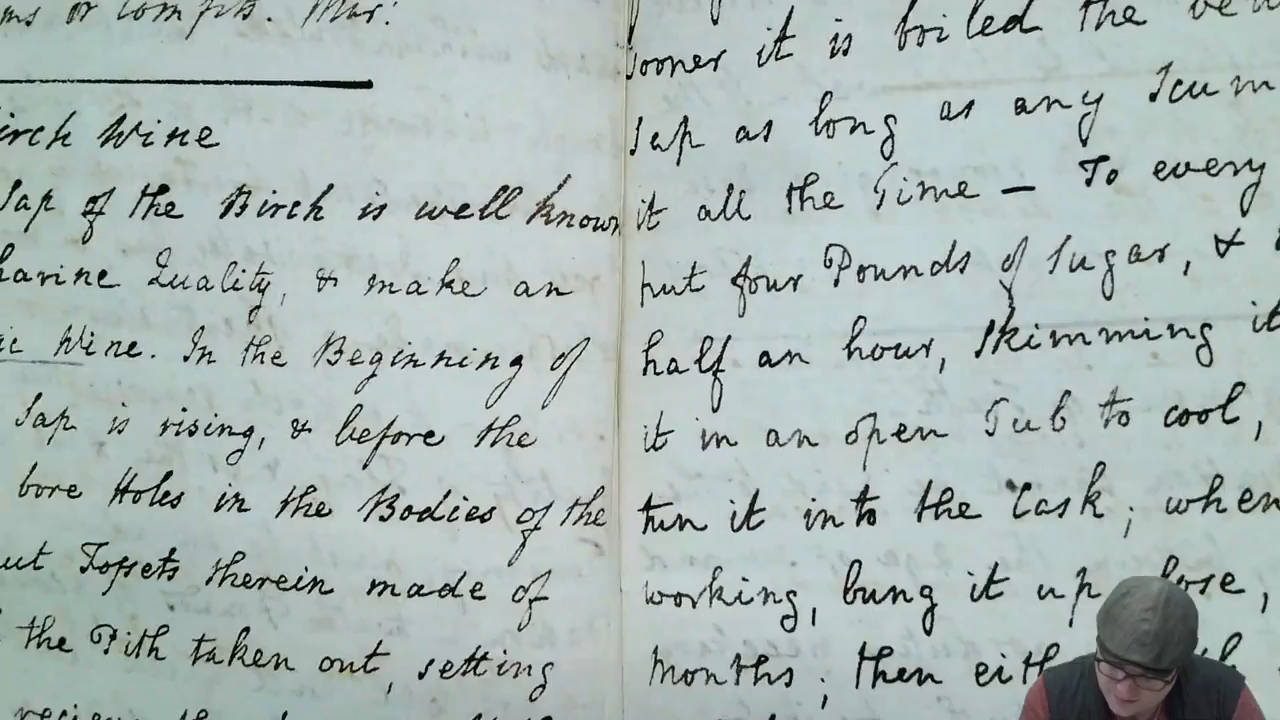 ms or compts. Mar:
irch Wine
Sap of the Birch is well known
harine Quality, & make an
ic Wine. In the Beginning of
Sap is rising, & before the
bore Holes in the Bodies of the
ut Fossets therein made of
the Pith taken out, setting
sooner it is boiled the
Sap as long as any Scum
it all the Time — To every
put four Pounds of Sugar, &
half an hour, skimming it
it in an open Tub to cool,
tun it into the Cask; when
working, bung it up close,
Months; then